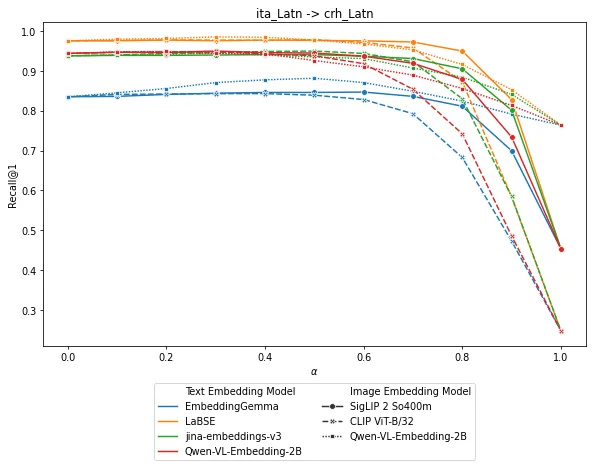 ita_Latn -> crh_Latn
Recall@1
1.0
0.9
0.8
0.7
0.6
0.5
0.4
0.3
0.0 0.2 0.4 0.6 0.8 1.0
α
Text Embedding Model Image Embedding Model
EmbeddingGemma SigLIP 2 So400m
LaBSE CLIP ViT-B/32
jina-embeddings-v3 Qwen-VL-Embedding-2B
Qwen-VL-Embedding-2B